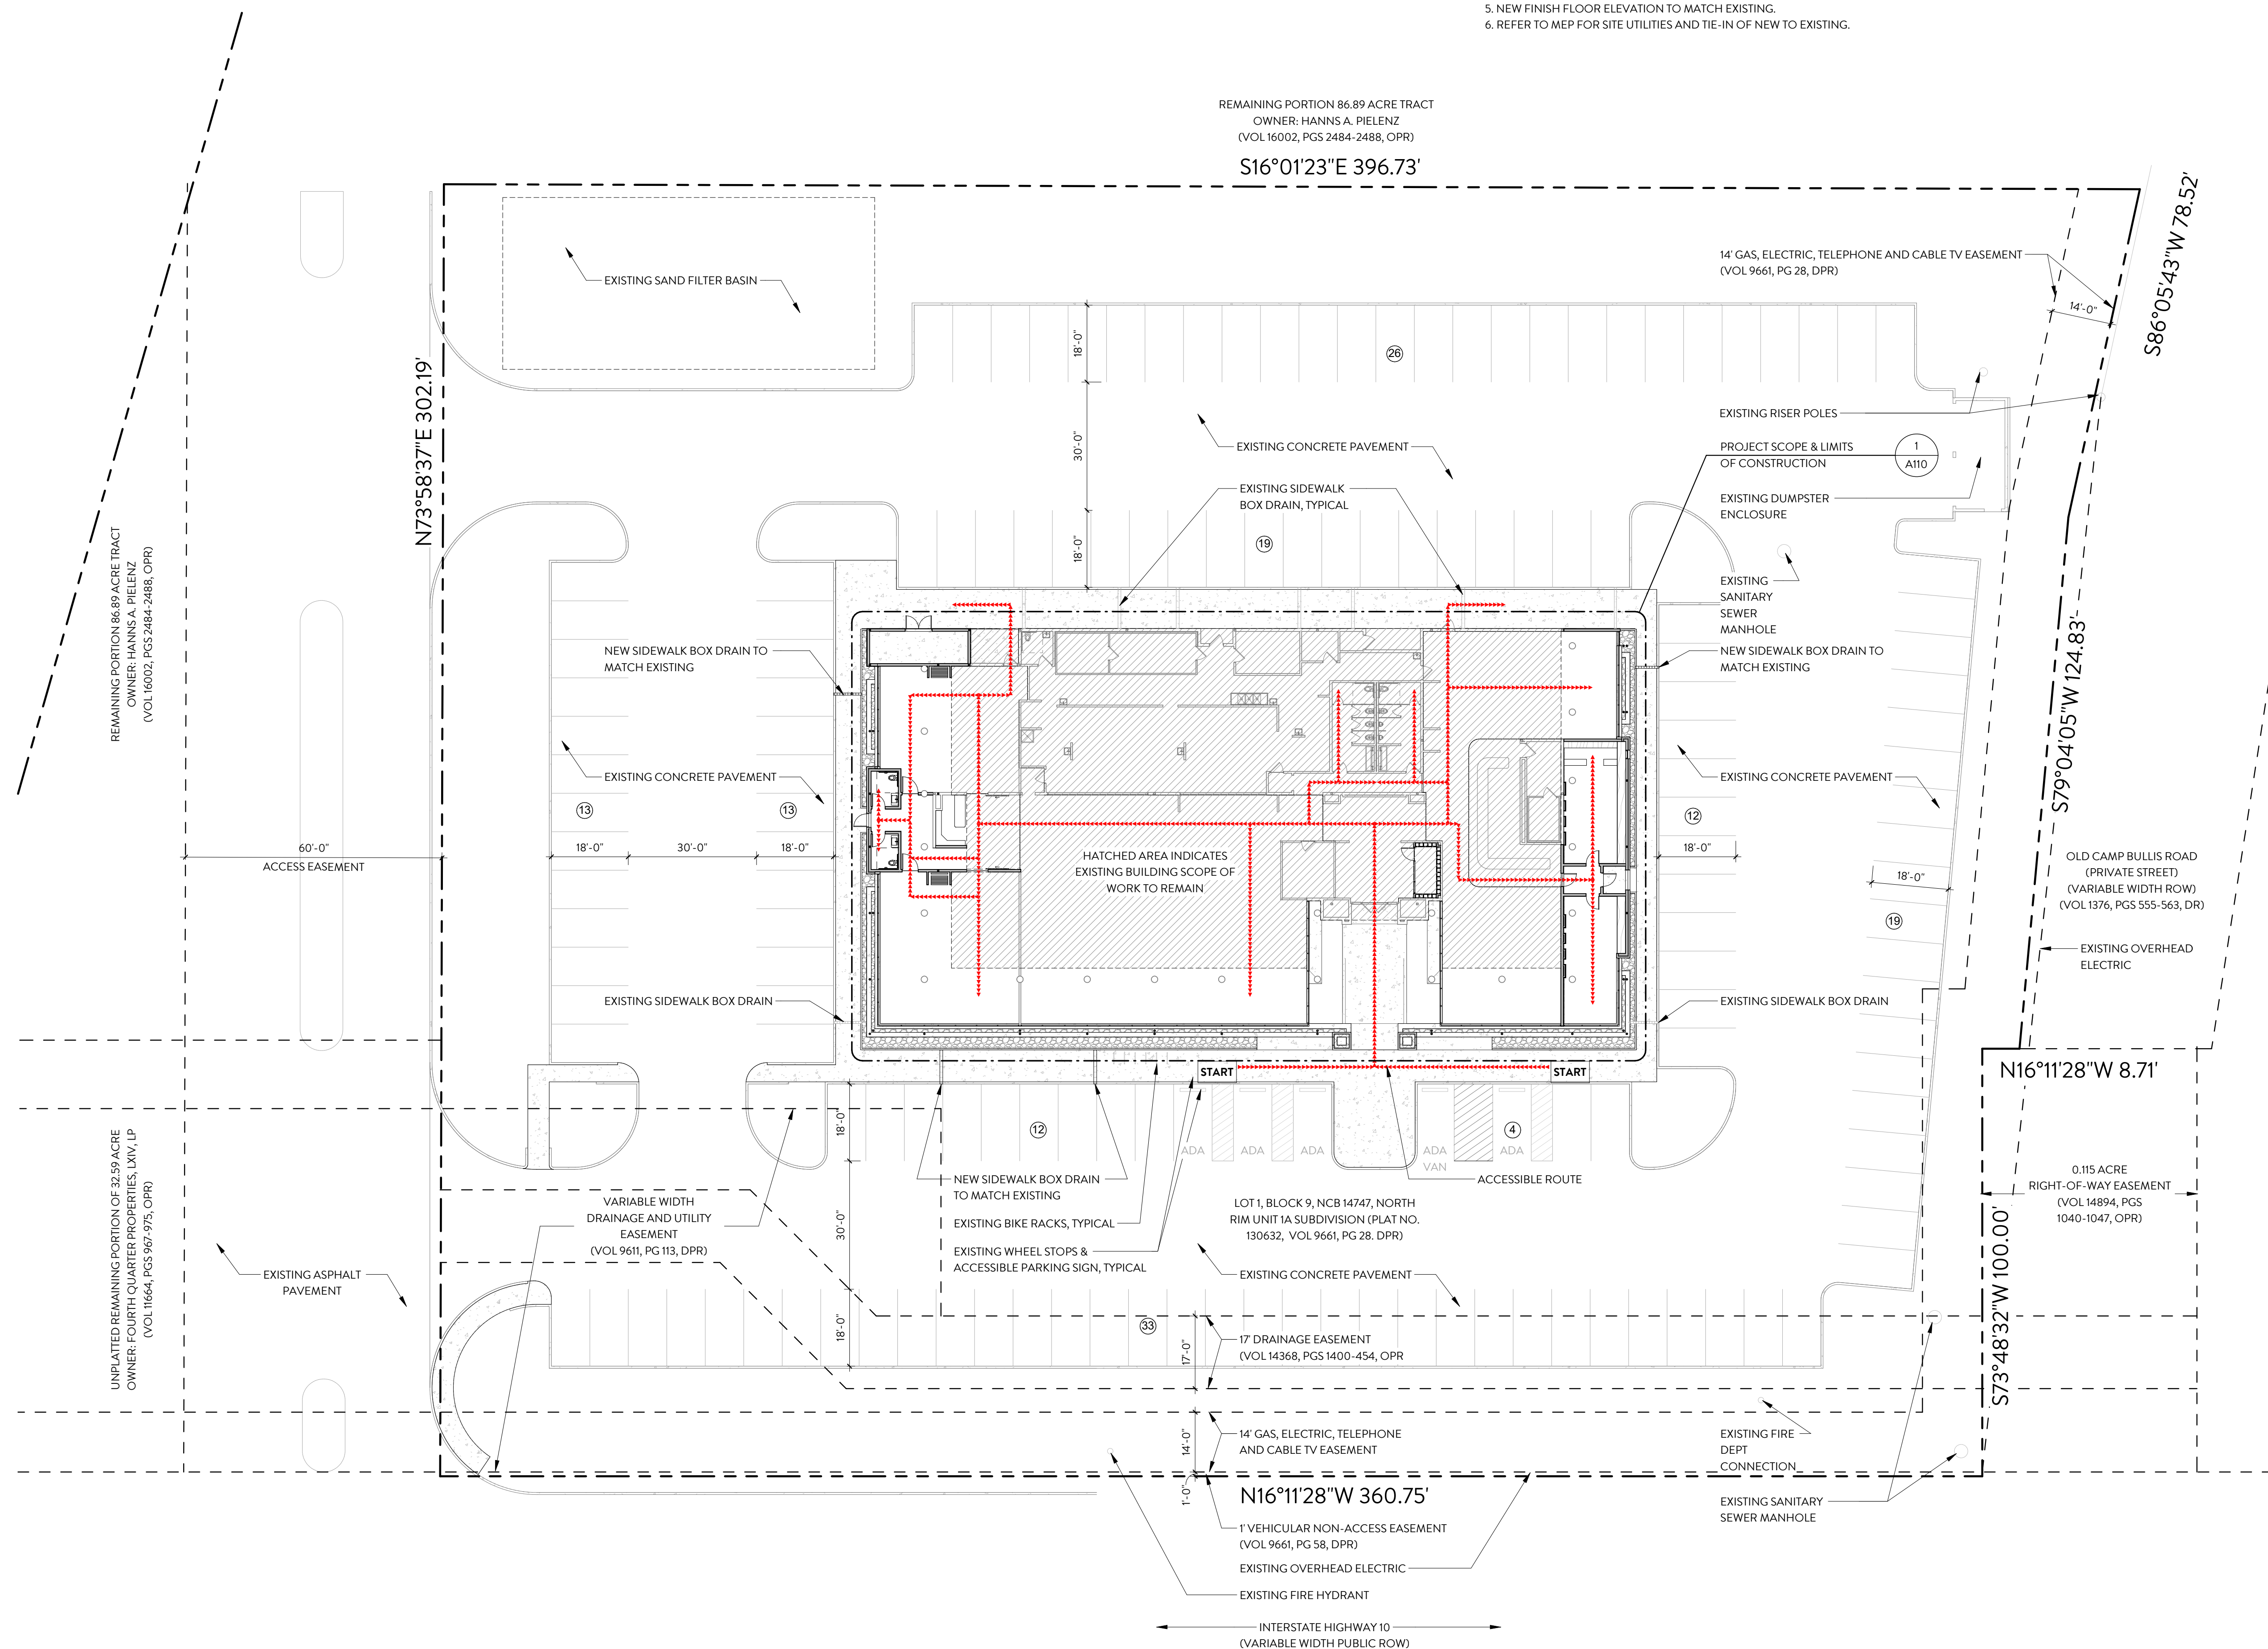 5. NEW FINISH FLOOR ELEVATION TO MATCH EXISTING.
6. REFER TO MEP FOR SITE UTILITIES AND TIE-IN OF NEW TO EXISTING.
REMAINING PORTION 86.89 ACRE TRACT
OWNER: HANNS A. PIELENZ
(VOL 16002, PGS 2484-2488, OPR)
S16°01'23"E 396.73'
S86°05'43"W 78.52'
14' GAS, ELECTRIC, TELEPHONE AND CABLE TV EASEMENT
(VOL 9661, PG 28, DPR)
14'-0"
EXISTING SAND FILTER BASIN
18'-0"
26
N73°58'37"E 302.19'
EXISTING RISER POLES
30'-0"
EXISTING CONCRETE PAVEMENT
PROJECT SCOPE & LIMITS
OF CONSTRUCTION
1
A110
EXISTING SIDEWALK
BOX DRAIN, TYPICAL
EXISTING DUMPSTER
ENCLOSURE
18'-0"
19
REMAINING PORTION 86.89 ACRE TRACT
OWNER: HANNS A. PIELENZ
(VOL 16002, PGS 2484-2488, OPR)
EXISTING
SANITARY
SEWER
MANHOLE
NEW SIDEWALK BOX DRAIN TO
MATCH EXISTING
NEW SIDEWALK BOX DRAIN TO
MATCH EXISTING
S79°04'05"W 124.83'
EXISTING CONCRETE PAVEMENT
EXISTING CONCRETE PAVEMENT
13
13
12
60'-0"
ACCESS EASEMENT
18'-0"
30'-0"
18'-0"
18'-0"
HATCHED AREA INDICATES
EXISTING BUILDING SCOPE OF
WORK TO REMAIN
18'-0"
19
OLD CAMP BULLIS ROAD
(PRIVATE STREET)
(VARIABLE WIDTH ROW)
(VOL 1376, PGS 555-563, DR)
EXISTING OVERHEAD
ELECTRIC
EXISTING SIDEWALK BOX DRAIN
EXISTING SIDEWALK BOX DRAIN
START
START
N16°11'28"W 8.71'
18'-0"
12
4
ADA
ADA
ADA
ADA
VAN
ADA
ACCESSIBLE ROUTE
NEW SIDEWALK BOX DRAIN
TO MATCH EXISTING
EXISTING BIKE RACKS, TYPICAL
EXISTING WHEEL STOPS &
ACCESSIBLE PARKING SIGN, TYPICAL
UNPLATTED REMAINING PORTION OF 32.59 ACRE
OWNER: FOURTH QUARTER PROPERTIES, LXIV, LP
(VOL 11664, PGS 967-975, OPR)
VARIABLE WIDTH
DRAINAGE AND UTILITY
EASEMENT
(VOL 9611, PG 113, DPR)
30'-0"
LOT 1, BLOCK 9, NCB 14747, NORTH
RIM UNIT 1A SUBDIVISION (PLAT NO.
130632, VOL 9661, PG 28. DPR)
0.115 ACRE
RIGHT-OF-WAY EASEMENT
(VOL 14894, PGS
1040-1047, OPR)
S73°48'32"W 100.00'
EXISTING ASPHALT
PAVEMENT
EXISTING CONCRETE PAVEMENT
18'-0"
33
17'-0"
17' DRAINAGE EASEMENT
(VOL 14368, PGS 1400-454, OPR
14'-0"
14' GAS, ELECTRIC, TELEPHONE
AND CABLE TV EASEMENT
EXISTING FIRE
DEPT
CONNECTION
1'-0"
N16°11'28"W 360.75'
EXISTING SANITARY
SEWER MANHOLE
1' VEHICULAR NON-ACCESS EASEMENT
(VOL 9661, PG 58, DPR)
EXISTING OVERHEAD ELECTRIC
EXISTING FIRE HYDRANT
INTERSTATE HIGHWAY 10
(VARIABLE WIDTH PUBLIC ROW)